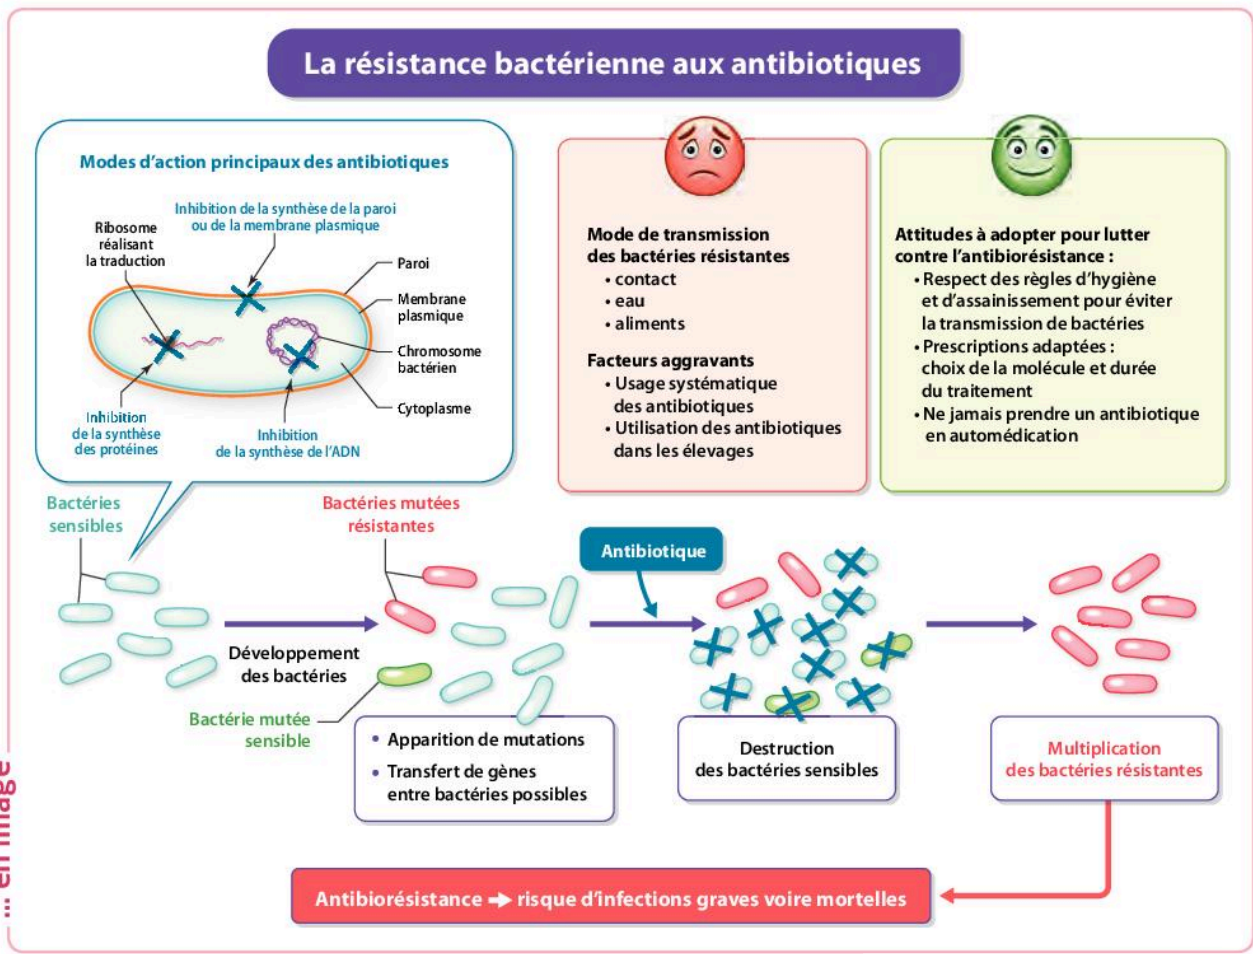 La résistance bactérienne aux antibiotiques
Modes d'action principaux des antibiotiques
Inhibition de la synthèse de la paroi
ou de la membrane plasmique
Ribosome
réalisant
la traduction
Paroi
Membrane
plasmique
Chromosome
bactérien
Cytoplasme
Inhibition
de la synthèse
des protéines
Inhibition
de la synthèse de l'ADN
Mode de transmission
des bactéries résistantes
• contact
• eau
• aliments
Facteurs aggravants
• Usage systématique
des antibiotiques
• Utilisation des antibiotiques
dans les élevages
Attitudes à adopter pour lutter
contre l'antibiorésistance :
• Respect des règles d'hygiène
et d'assainissement pour éviter
la transmission de bactéries
• Prescriptions adaptées :
choix de la molécule et durée
du traitement
• Ne jamais prendre un antibiotique
en automédication
Bactéries
sensibles
Bactéries mutées
résistantes
Antibiotique
Développement
des bactéries
Bactérie mutée
sensible
• Apparition de mutations
• Transfert de gènes
entre bactéries possibles
Destruction
des bactéries sensibles
Multiplication
des bactéries résistantes
Antibiorésistance → risque d'infections graves voire mortelles
... en image